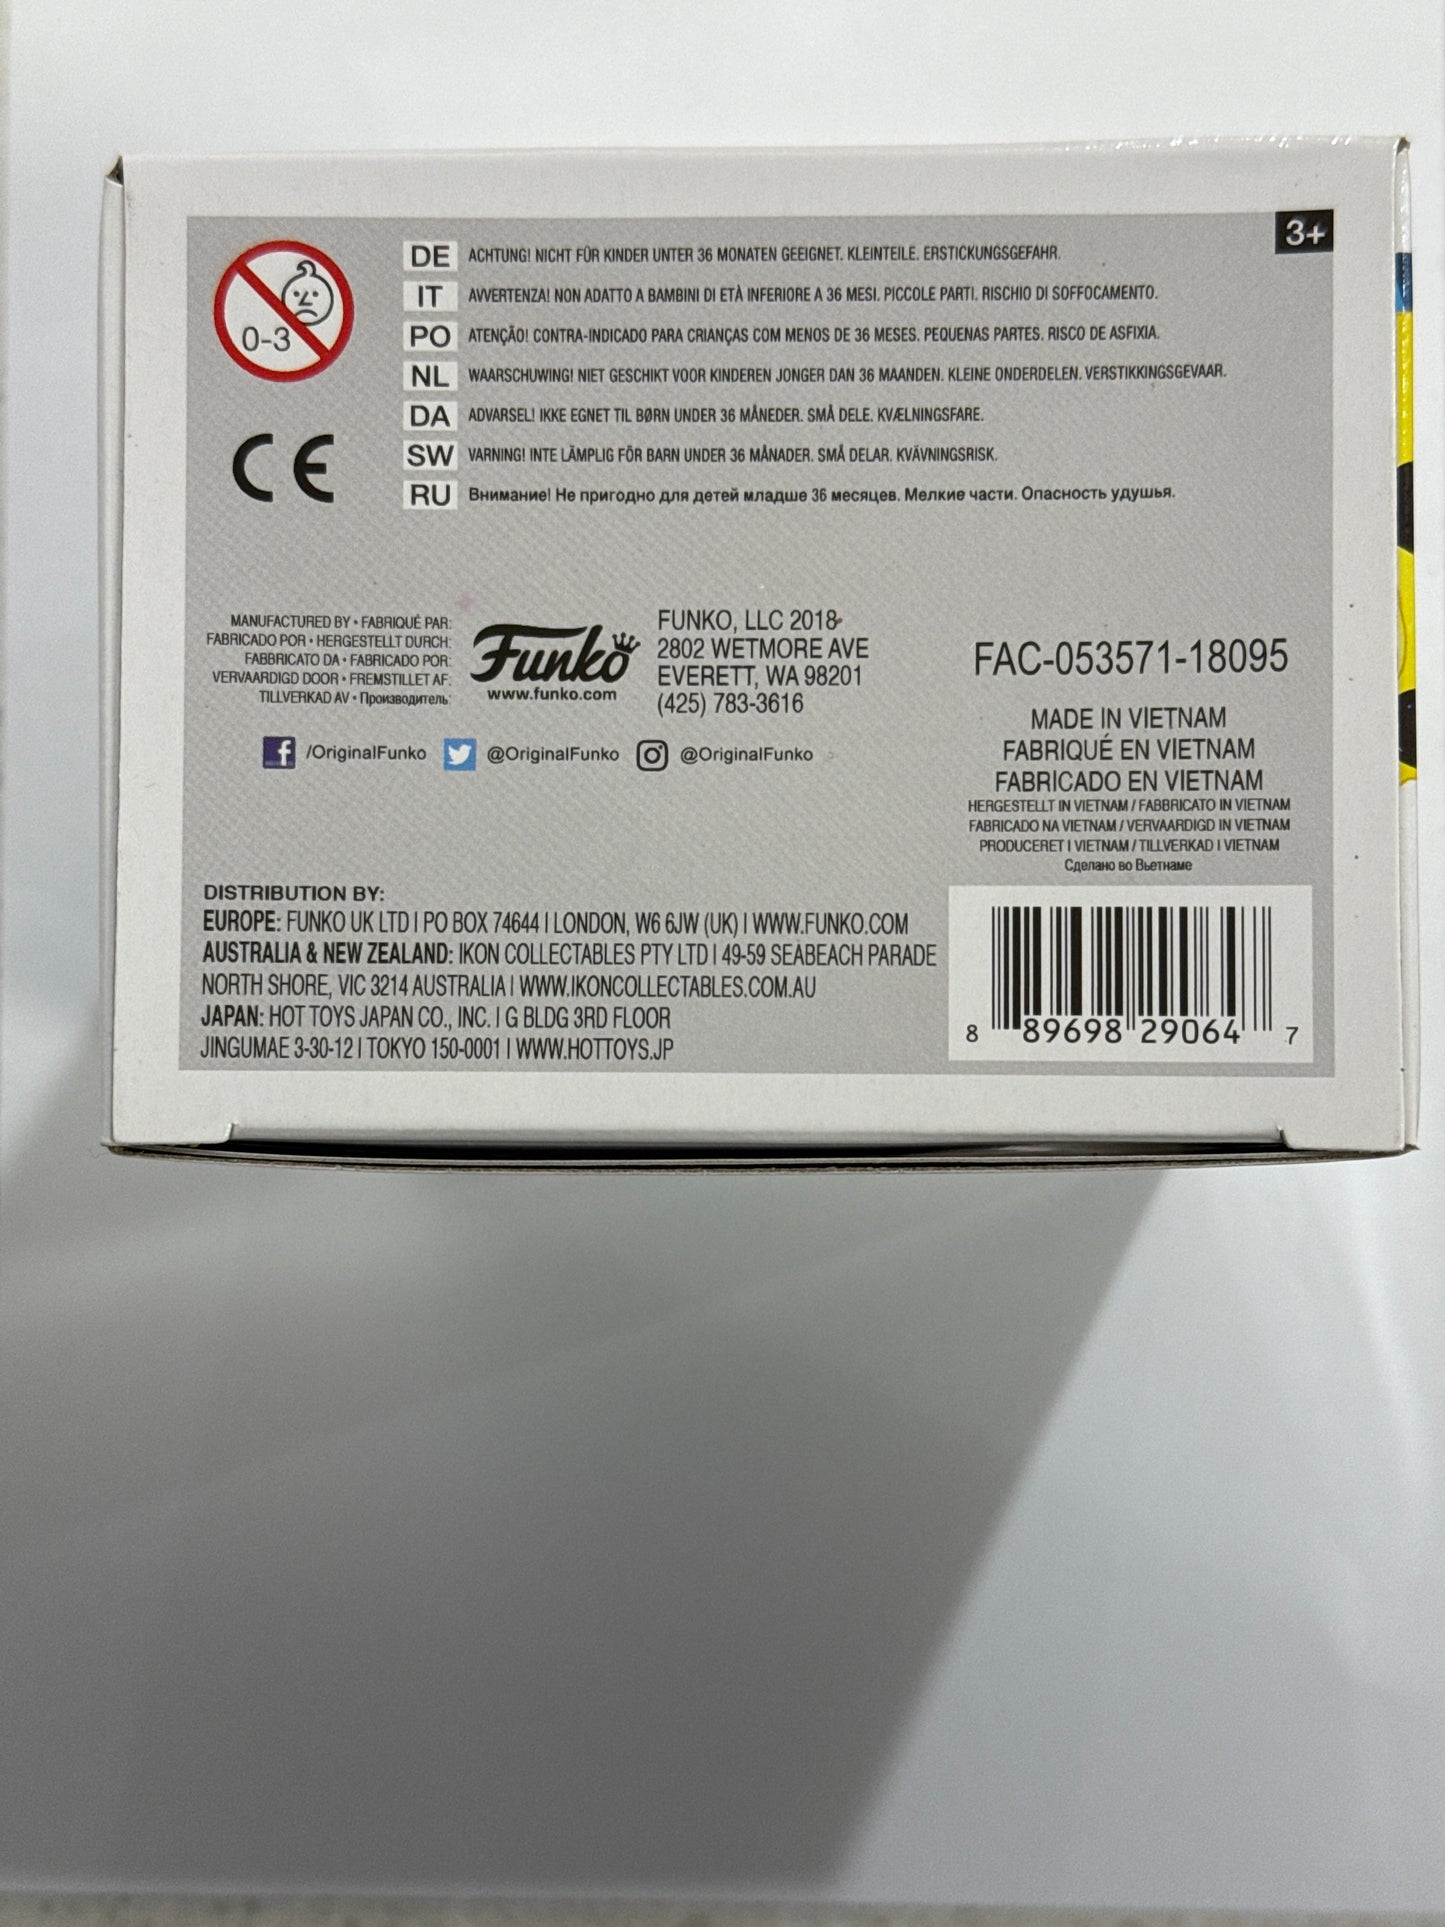 3+
0-3
DE ACHTUNG! NICHT FÜR KINDER UNTER 36 MONATEN GEEIGNET. KLEINTEILE. ERSTICKUNGSGEFAHR.
IT AVVERTENZA! NON ADATTO A BAMBINI DI ETÀ INFERIORE A 36 MESI. PICCOLE PARTI. RISCHIO DI SOFFOCAMENTO.
PO ATENÇÃO! CONTRA-INDICADO PARA CRIANÇAS COM MENOS DE 36 MESES. PEQUENAS PARTES. RISCO DE ASFIXIA.
NL WAARSCHUWING! NIET GESCHIKT VOOR KINDEREN JONGER DAN 36 MAANDEN. KLEINE ONDERDELEN. VERSTIKKINGSGEVAAR.
DA ADVARSEL! IKKE EGNET TIL BØRN UNDER 36 MÅNEDER. SMÅ DELE. KVÆLNINGSFARE.
SW VARNING! INTE LÄMPLIG FÖR BARN UNDER 36 MÅNADER. SMÅ DELAR. KVÄVNINGSRISK.
RU Внимание! Не пригодно для детей младше 36 месяцев. Мелкие части. Опасность удушья.
CE
MANUFACTURED BY • FABRIQUÉ PAR:
FABRICADO POR • HERGESTELLT DURCH:
FABBRICATO DA • FABRICADO POR:
VERVAARDIGD DOOR • FREMSTILLET AF:
TILLVERKAD AV • Производитель:
Funko
www.funko.com
FUNKO, LLC 2018
2802 WETMORE AVE
EVERETT, WA 98201
(425) 783-3616
/OriginalFunko @OriginalFunko @OriginalFunko
FAC-053571-18095
MADE IN VIETNAM
FABRIQUÉ EN VIETNAM
FABRICADO EN VIETNAM
HERGESTELLT IN VIETNAM / FABBRICATO IN VIETNAM
FABRICADO NA VIETNAM / VERVAARDIGD IN VIETNAM
PRODUCERET I VIETNAM / TILLVERKAD I VIETNAM
Сделано во Вьетнаме
DISTRIBUTION BY:
EUROPE: FUNKO UK LTD | PO BOX 74644 | LONDON, W6 6JW (UK) | WWW.FUNKO.COM
AUSTRALIA & NEW ZEALAND: IKON COLLECTABLES PTY LTD | 49-59 SEABEACH PARADE
NORTH SHORE, VIC 3214 AUSTRALIA | WWW.IKONCOLLECTABLES.COM.AU
JAPAN: HOT TOYS JAPAN CO., INC. | G BLDG 3RD FLOOR
JINGUMAE 3-30-12 | TOKYO 150-0001 | WWW.HOTTOYS.JP
8 89698 29064 7